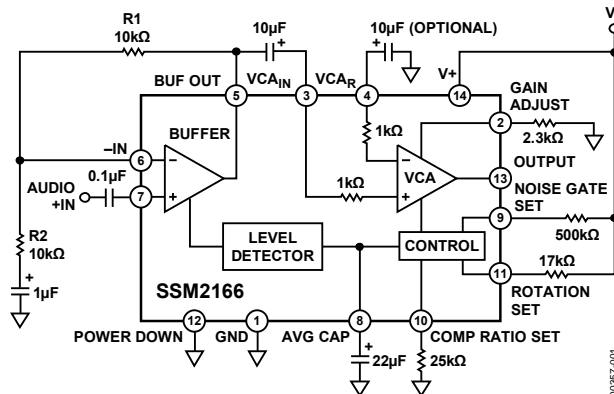 R1
10kΩ
10µF
+
10µF (OPTIONAL)
+
V
BUF OUT
VCAIN
VCAR
V+
5
3
4
14
GAIN
ADJUST
2
2.3kΩ
1kΩ
BUFFER
–IN
6
–
1kΩ
–
VCA
+
OUTPUT
13
0.1µF
AUDIO
+IN
7
+
NOISE GATE
SET
9
500kΩ
R2
10kΩ
LEVEL
DETECTOR
CONTROL
17kΩ
11
ROTATION
SET
+
1µF
SSM2166
12
1
8
10
POWER DOWN
GND
AVG CAP
COMP RATIO SET
+
22µF
25kΩ